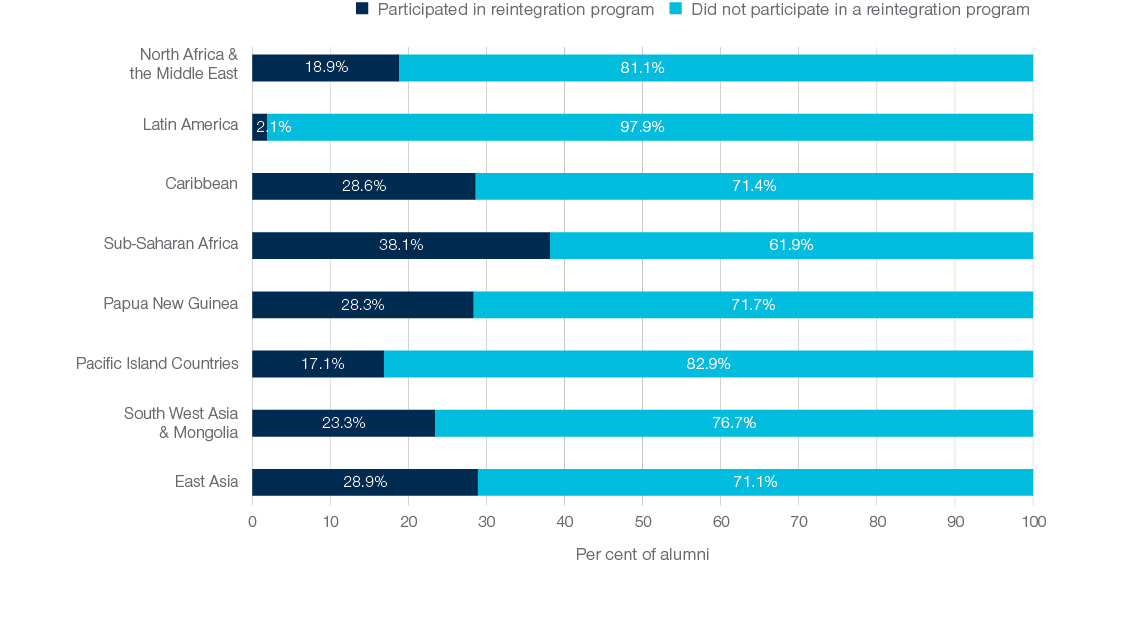 Participated in reintegration program Did not participate in a reintegration program
North Africa &
the Middle East
18.9% 81.1%
Latin America 2.1% 97.9%
Caribbean 28.6% 71.4%
Sub-Saharan Africa 38.1% 61.9%
Papua New Guinea 28.3% 71.7%
Pacific Island Countries 17.1% 82.9%
South West Asia
& Mongolia
23.3% 76.7%
East Asia 28.9% 71.1%
0 10 20 30 40 50 60 70 80 90 100
Per cent of alumni